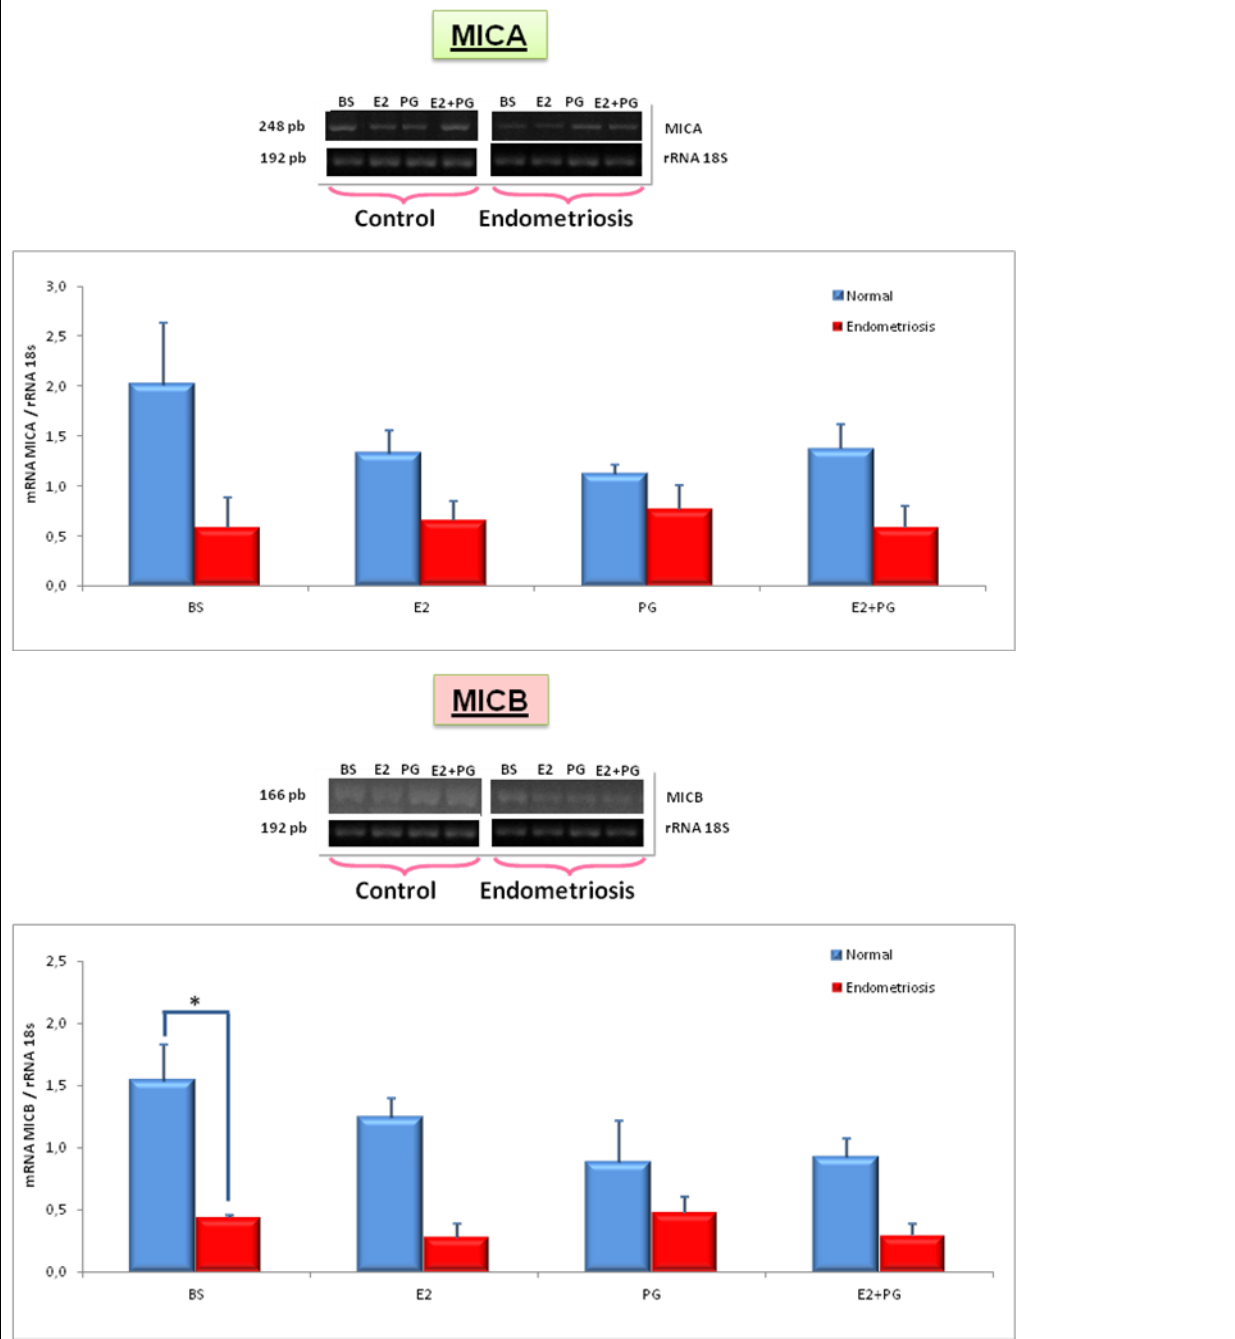 MICA
BS E2 PG E2+PG BS E2 PG E2+PG
248 pb MICA
192 pb rRNA 18S
Control Endometriosis
mRNA MICA / rRNA 18s
3,0
2,5
2,0
1,5
1,0
0,5
0,0
Normal
Endometriosis
BS E2 PG E2+PG
MICB
BS E2 PG E2+PG BS E2 PG E2+PG
166 pb MICB
192 pb rRNA 18S
Control Endometriosis
mRNA MICB / rRNA 18s
2,5
2,0
1,5
1,0
0,5
0,0
*
Normal
Endometriosis
BS E2 PG E2+PG